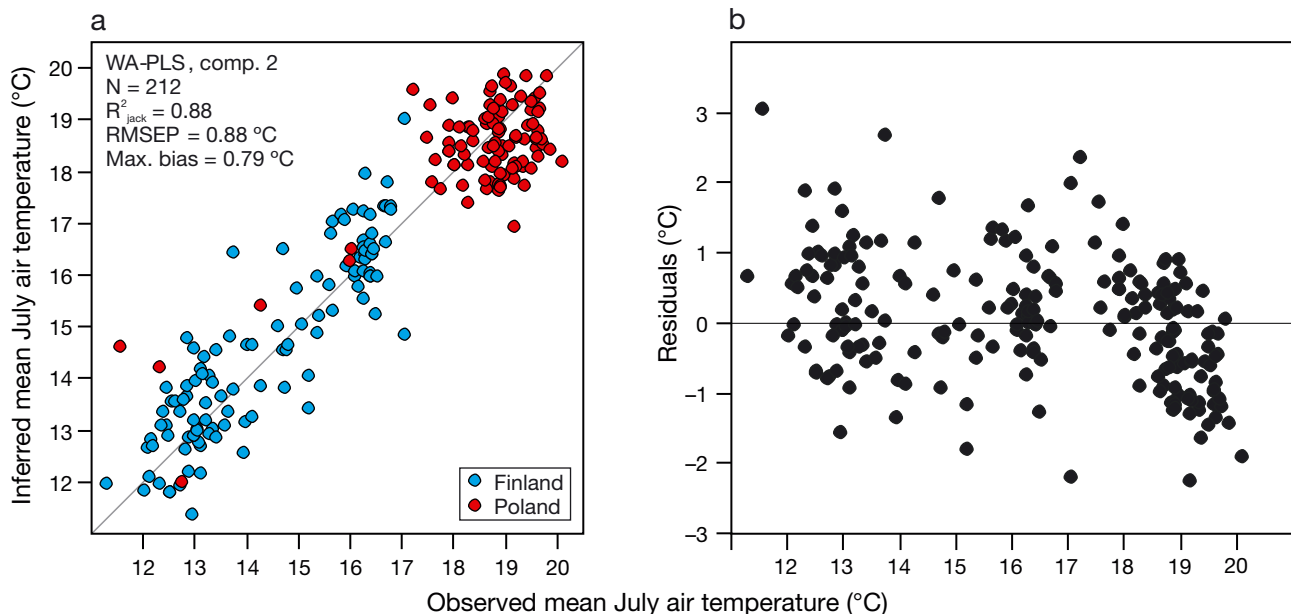 a
WA-PLS, comp. 2
N = 212
R²jack = 0.88
RMSEP = 0.88 ºC
Max. bias = 0.79 ºC
Finland
Poland
Inferred mean July air temperature (°C)
20
19
18
17
16
15
14
13
12
12 13 14 15 16 17 18 19 20
b
Residuals (°C)
3
2
1
0
−1
−2
−3
12 13 14 15 16 17 18 19 20
Observed mean July air temperature (°C)